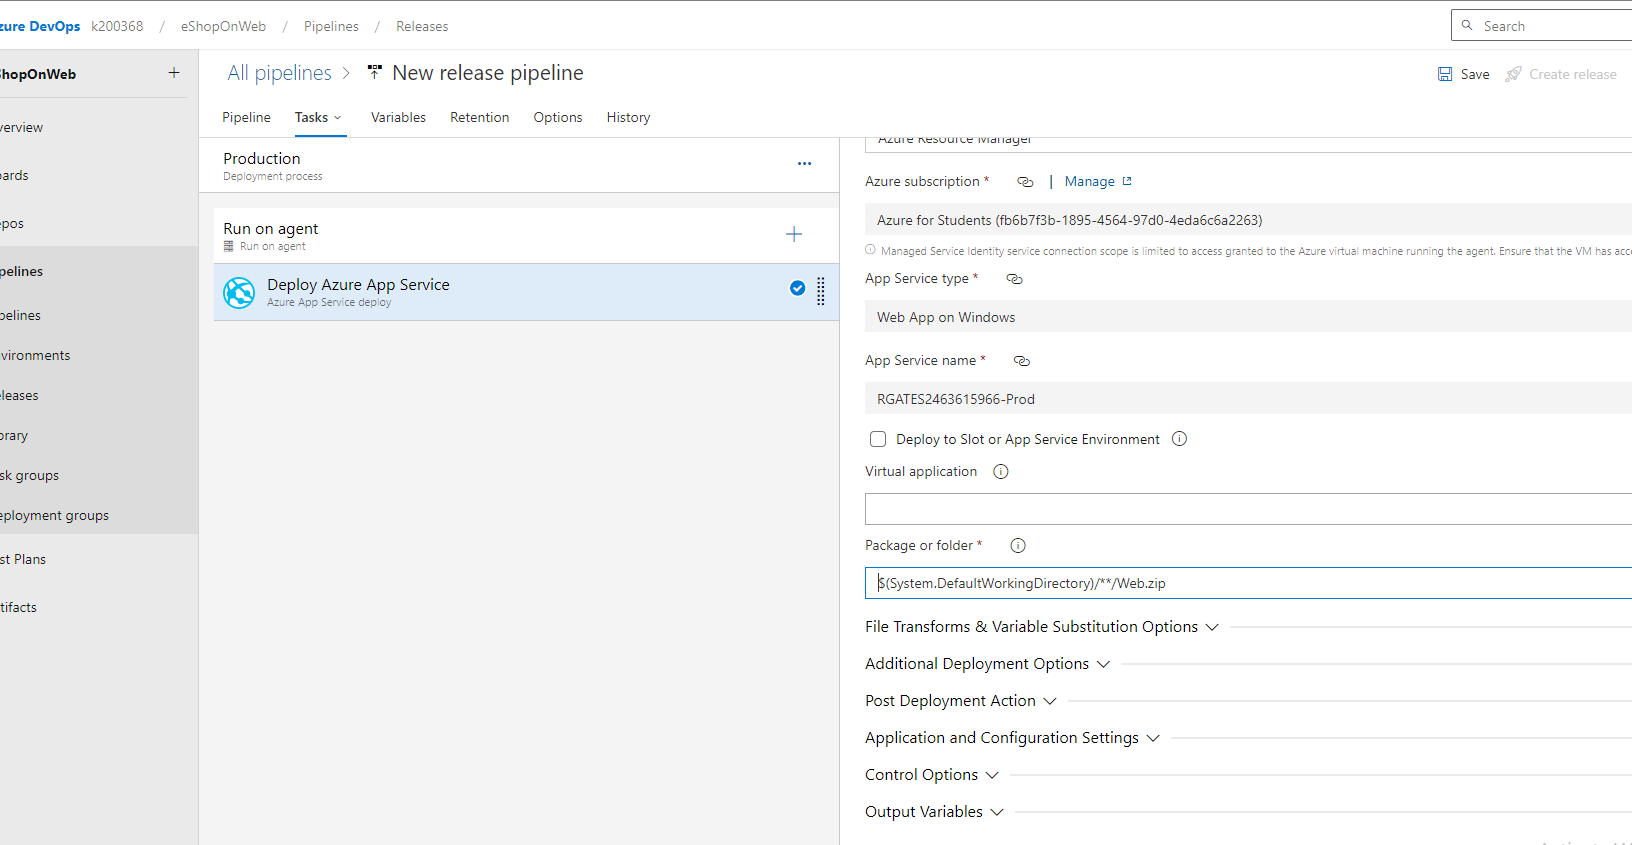 zure DevOps k200368 / eShopOnWeb / Pipelines / Releases
Search
ShopOnWeb +
verview
oards
epos
pelines
pelines
nvironments
eleases
brary
sk groups
eployment groups
st Plans
tifacts
All pipelines > New release pipeline
Save Create release
Pipeline Tasks Variables Retention Options History
Production ...
Deployment process
Run on agent
Run on agent
Deploy Azure App Service
Azure App Service deploy
Azure Resource Manager
Azure subscription * | Manage
Azure for Students (fb6b7f3b-1895-4564-97d0-4eda6c6a2263)
Managed Service Identity service connection scope is limited to access granted to the Azure virtual machine running the agent. Ensure that the VM has acce
App Service type *
Web App on Windows
App Service name *
RGATES2463615966-Prod
Deploy to Slot or App Service Environment
Virtual application
Package or folder *
$(System.DefaultWorkingDirectory)/**/Web.zip
File Transforms & Variable Substitution Options
Additional Deployment Options
Post Deployment Action
Application and Configuration Settings
Control Options
Output Variables